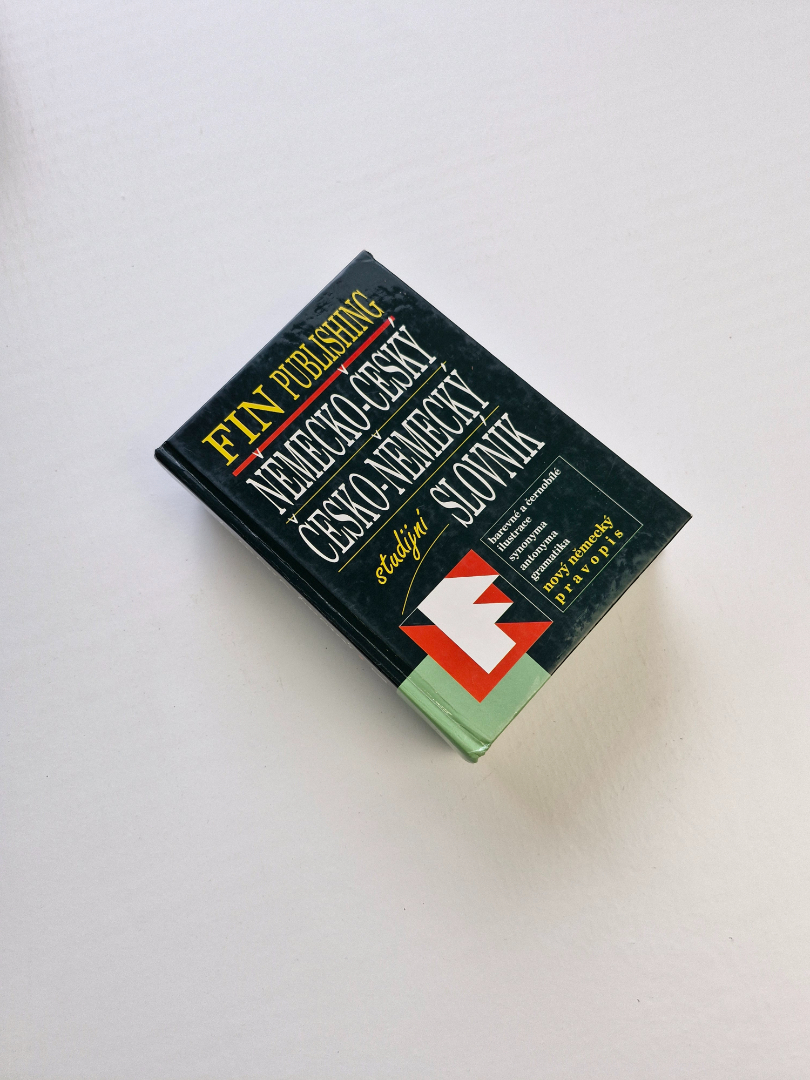 FIN PUBLISHING
NĚMECKO-ČESKÝ
ČESKO-NĚMECKÝ
studijní SLOVNÍK
barevné a černobílé
ilustrace
synonyma
antonyma
gramatika
nový německý
pravopis